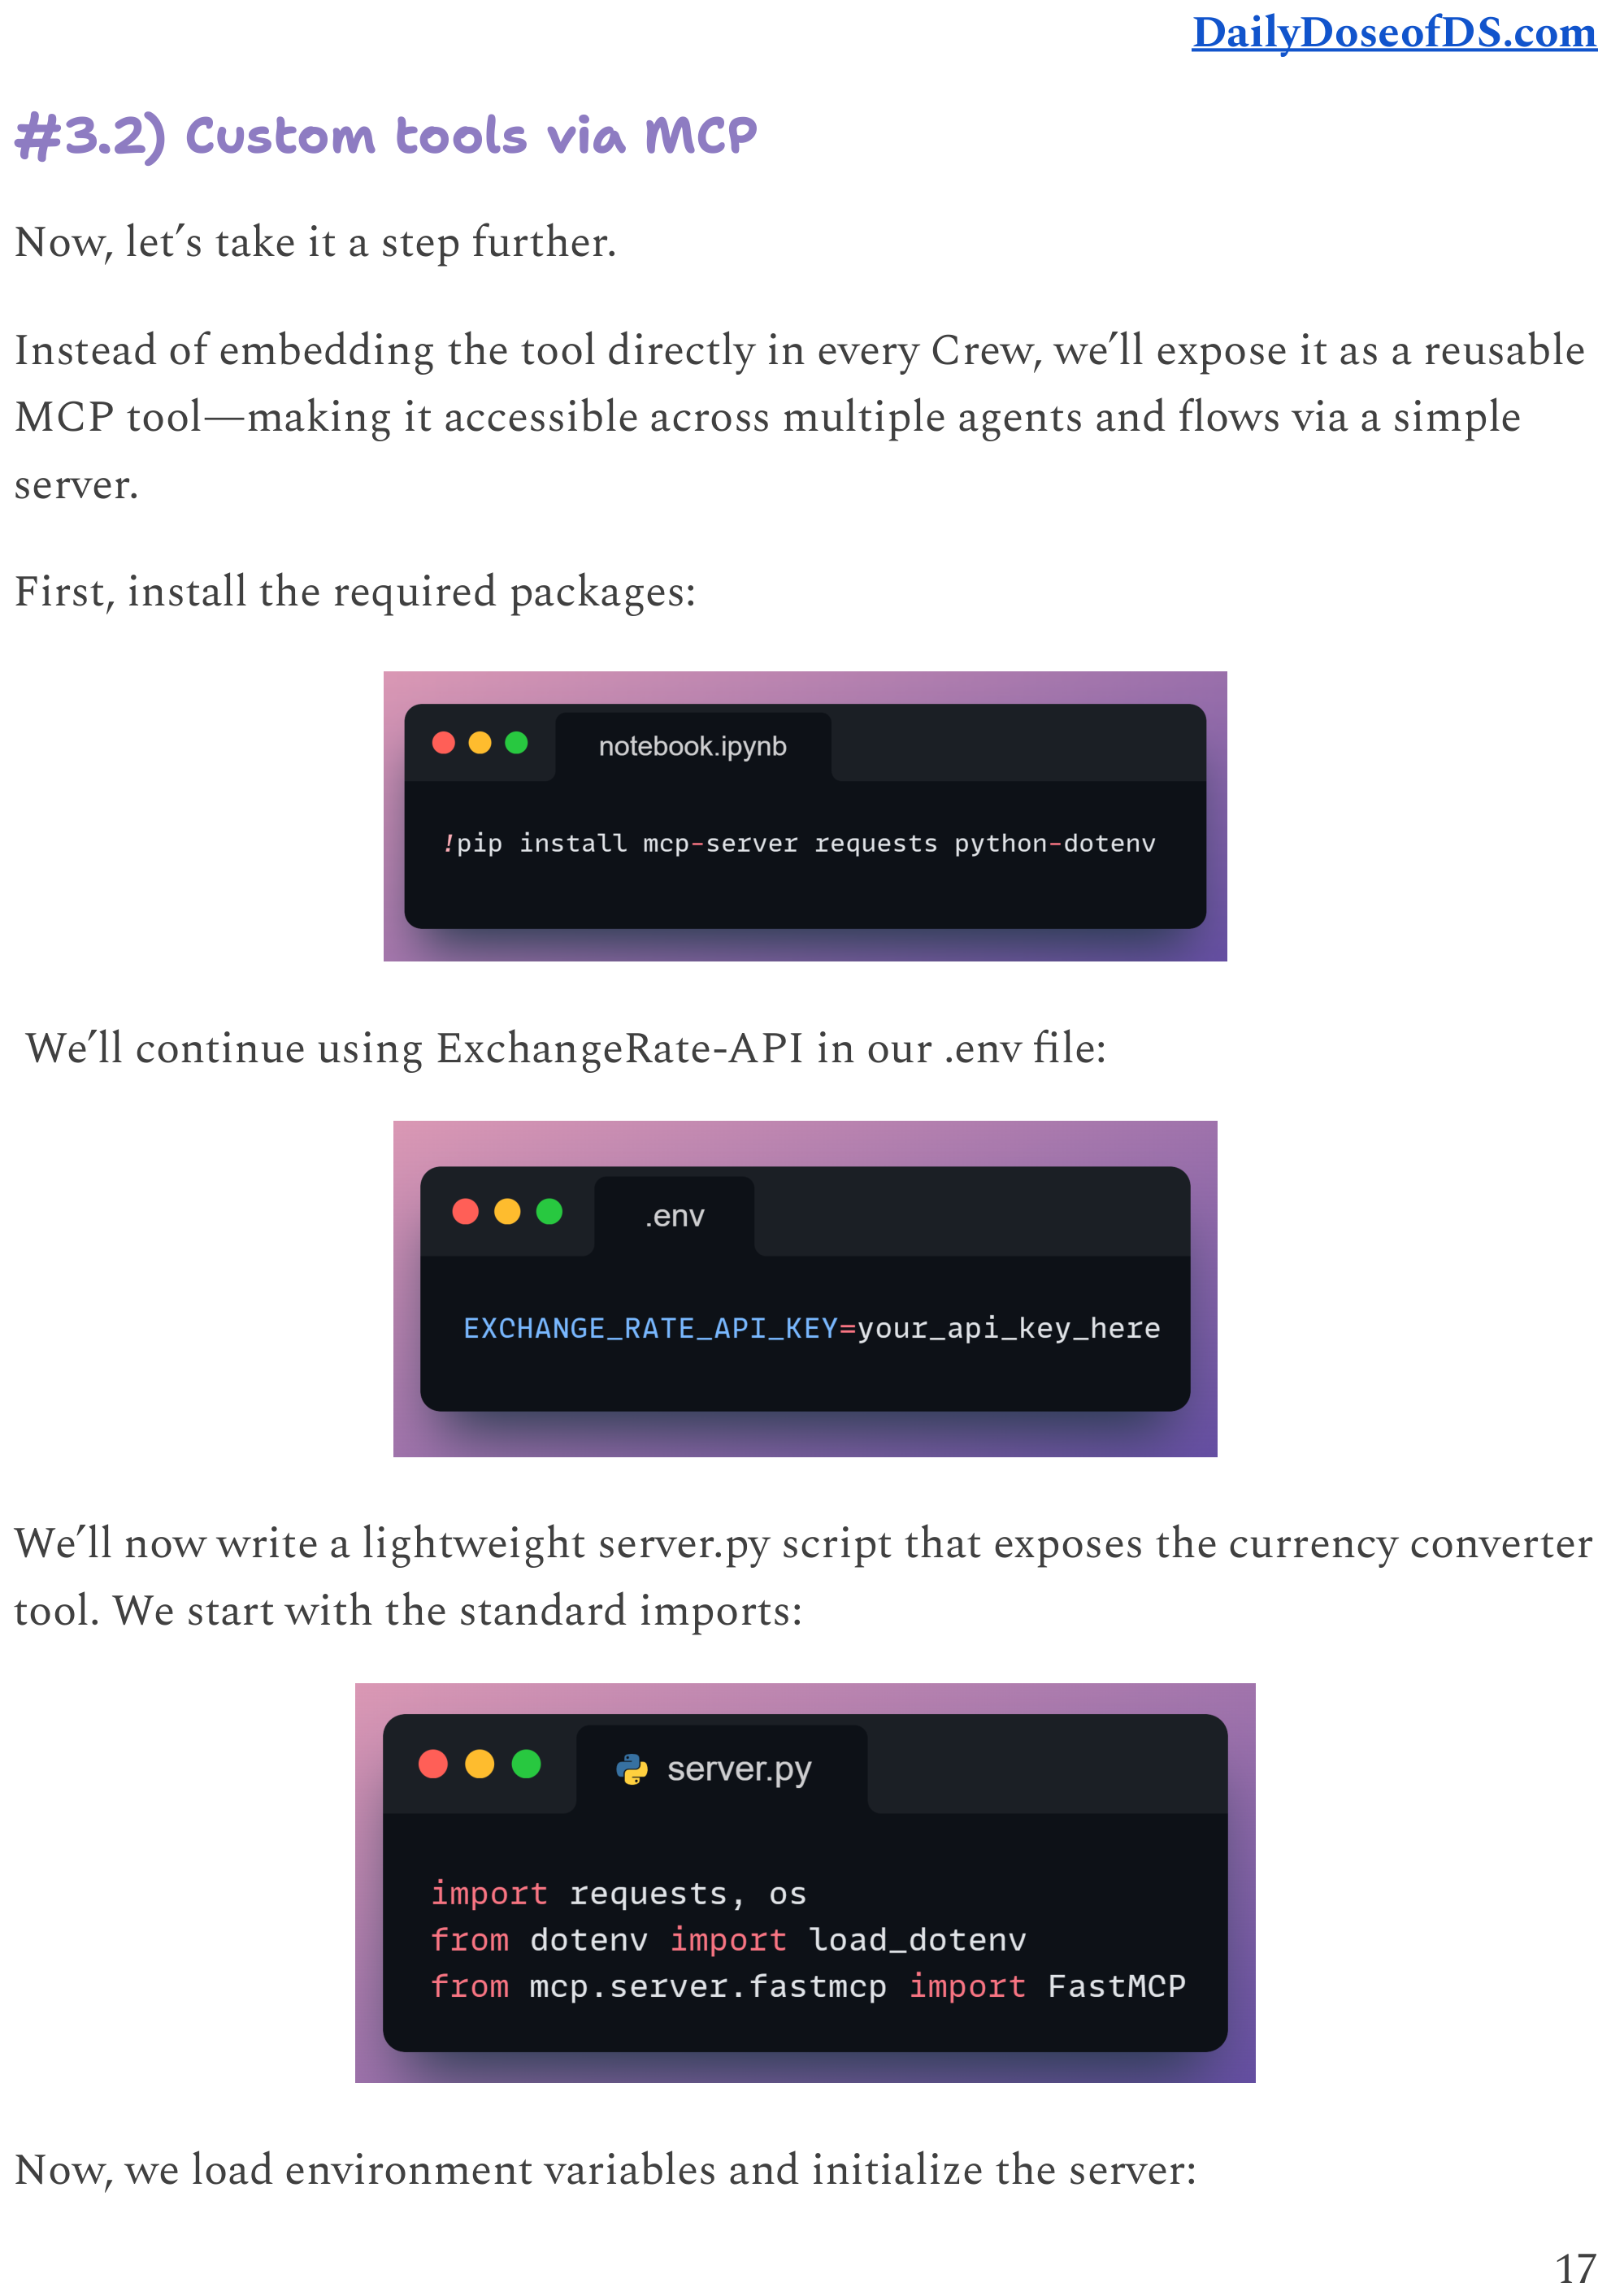 DailyDoseofDS.com
#3.2) Custom tools via MCP
Now, let´s take it a step further.
Instead of embedding the tool directly in every Crew, we´ll expose it as a reusable
MCP tool—making it accessible across multiple agents and flows via a simple
server.
First, install the required packages:
notebook.ipynb
!pip install mcp-server requests python-dotenv
We´ll continue using ExchangeRate-API in our .env file:
.env
EXCHANGE_RATE_API_KEY=your_api_key_here
We´ll now write a lightweight server.py script that exposes the currency converter
tool. We start with the standard imports:
server.py
import requests, os
from dotenv import load_dotenv
from mcp.server.fastmcp import FastMCP
Now, we load environment variables and initialize the server:
17